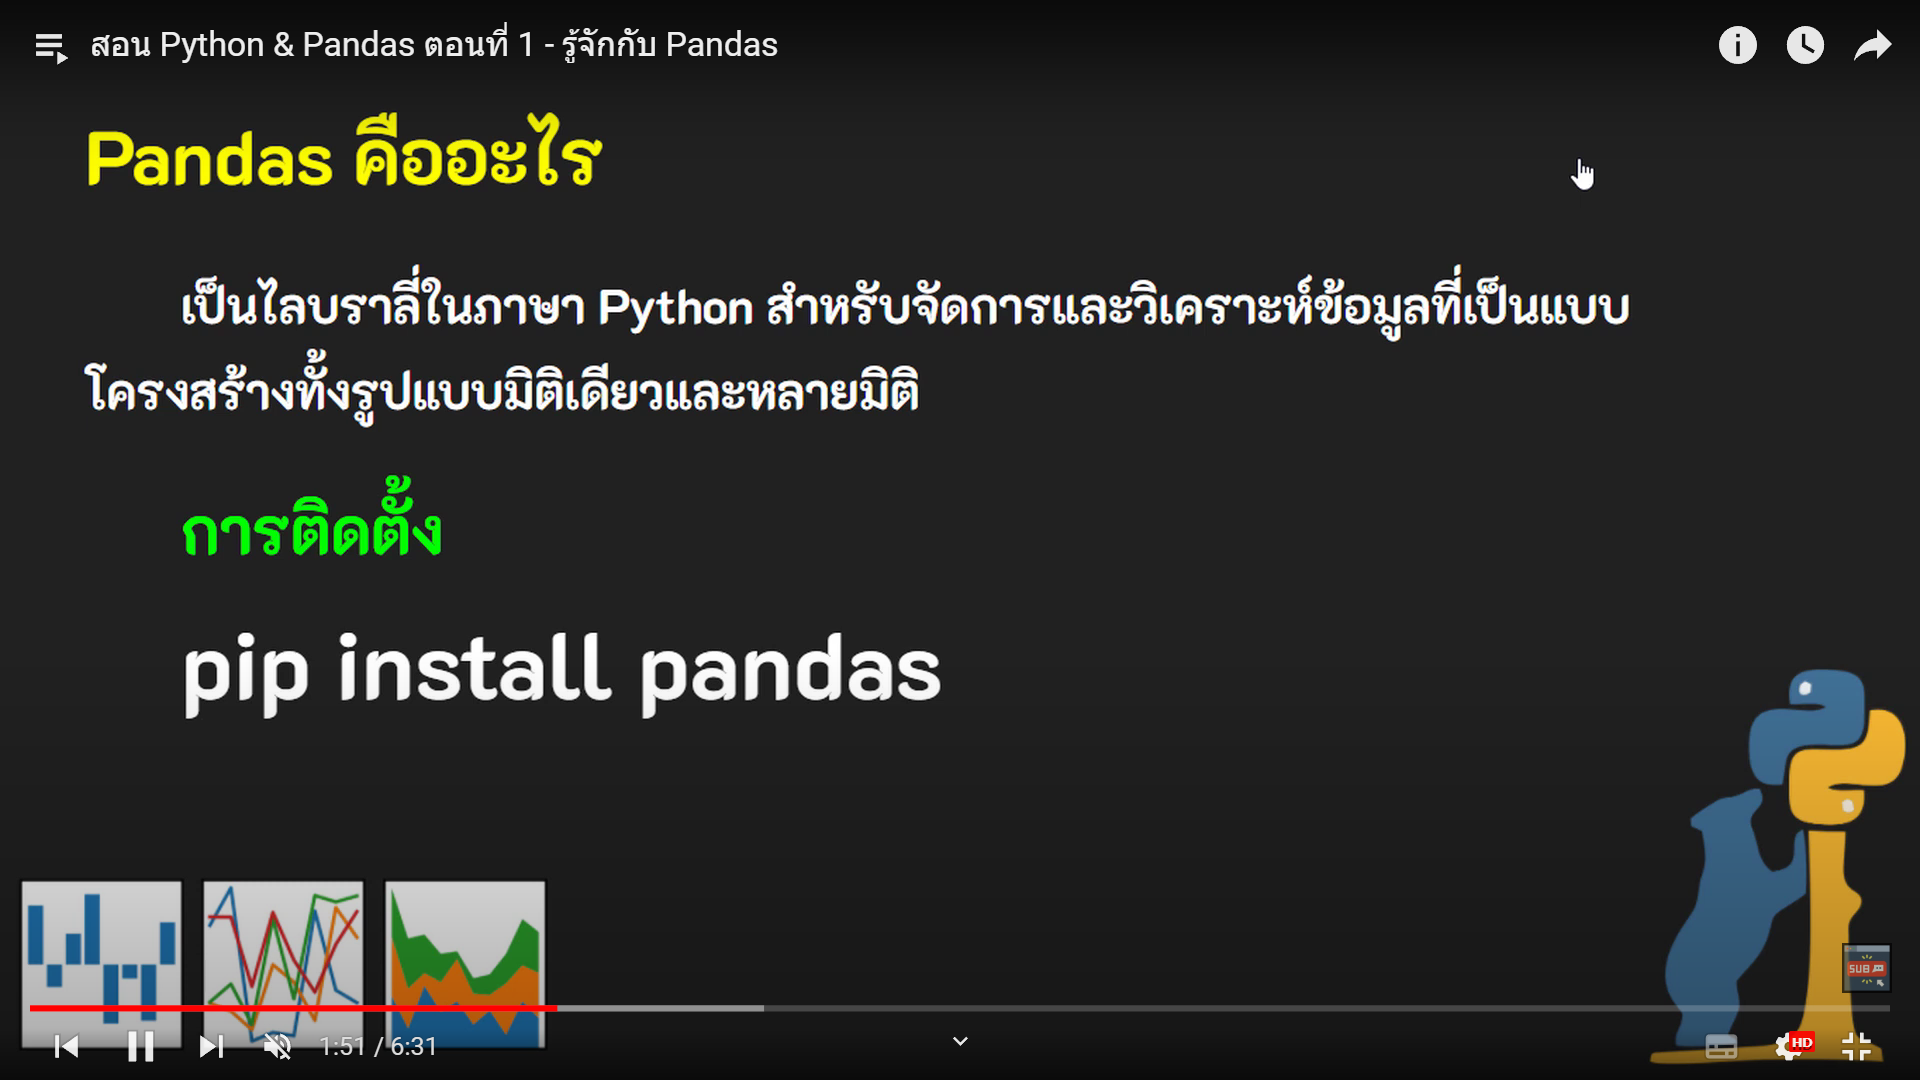 สอน Python & Pandas ตอนที่ 1 - รู้จักกับ Pandas
Pandas คืออะไร
เป็นไลบราลี่ในภาษา Python สำหรับจัดการและวิเคราะห์ข้อมูลที่เป็นแบบ
โครงสร้างทั้งรูปแบบมิติเดียวและหลายมิติ
การติดตั้ง
pip install pandas
SUB
1:51 / 6:31
HD